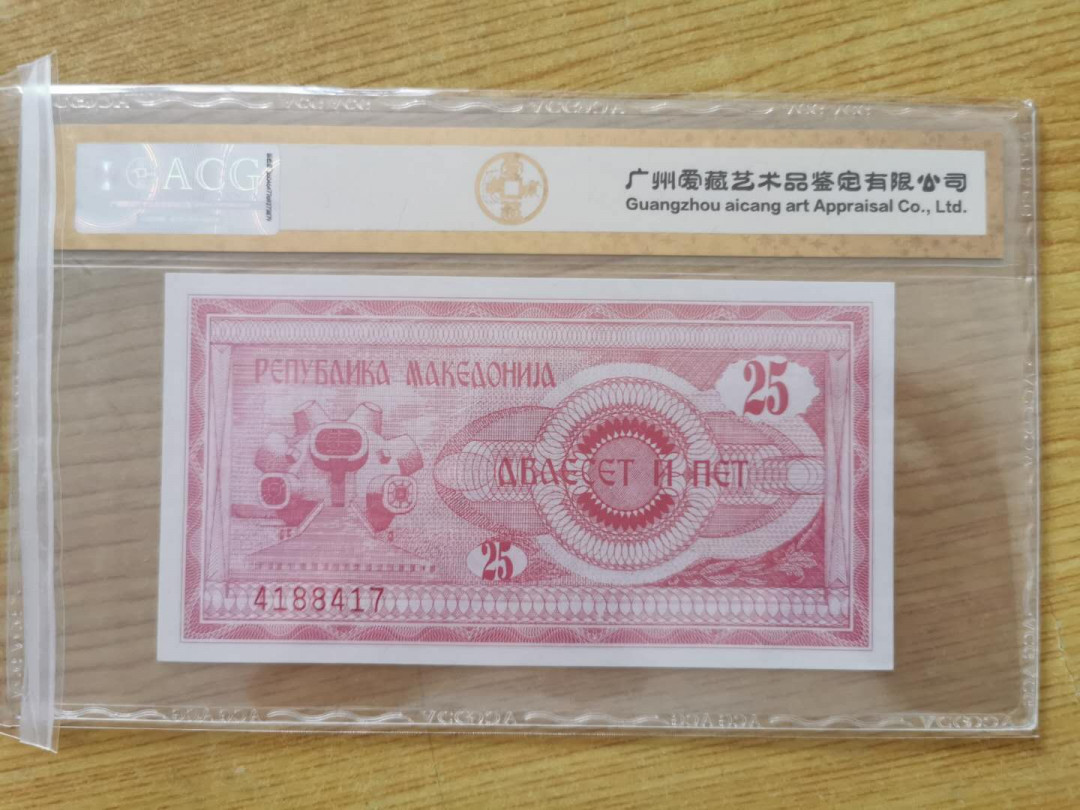 ACG
广州爱藏艺术品鉴定有限公司
Guangzhou aicang art Appraisal Co., Ltd.
РЕПУБЛИКА МАКЕДОНИЈА
25
ДВАЕСЕТ И ПЕТ
25
4188417